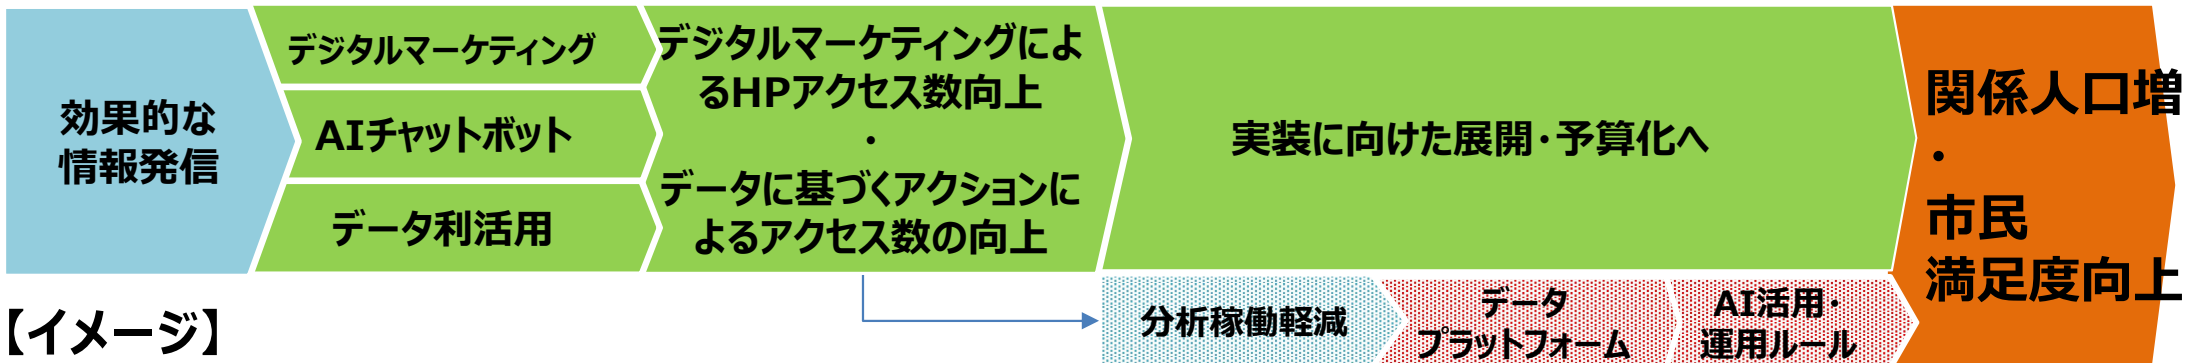 効果的な
情報発信
デジタルマーケティング
AIチャットボット
データ利活用
デジタルマーケティングによ
るHPアクセス数向上
・
データに基づくアクションに
よるアクセス数の向上
実装に向けた展開・予算化へ
関係人口増
・
市民
満足度向上
分析稼働軽減
データ
プラットフォーム
AI活用・
運用ルール
【イメージ】